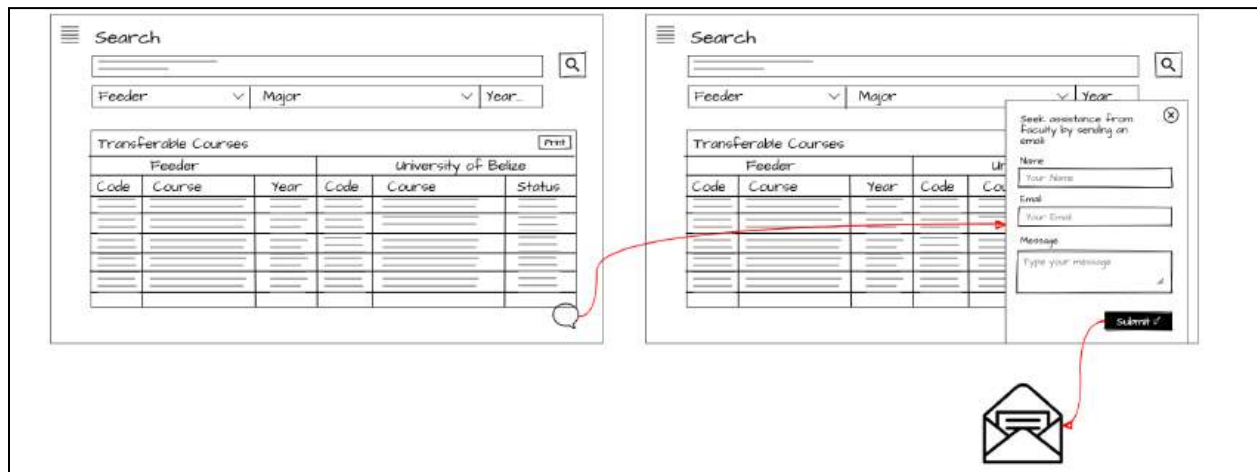 Search
Feeder Major Year...
Transferable Courses Print
Feeder University of Belize
Code Course Year Code Course Status
Search
Feeder Major Year...
Transferable Courses
Feeder Un
Code Course Year Code Cou
Seek assistance from
faculty by sending an
email
Name
Your Name
Email
Your Email
Message
Type your message
Submit